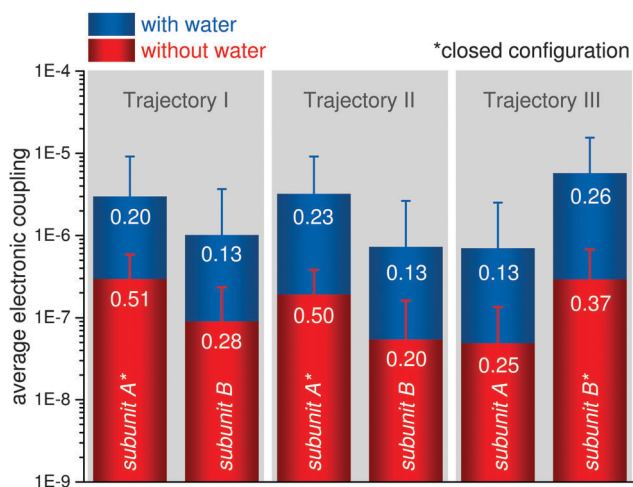 with water
without water
*closed configuration
1E-4
1E-5
1E-6
1E-7
1E-8
1E-9
average electronic coupling
Trajectory I
Trajectory II
Trajectory III
0.20
0.13
0.23
0.13
0.13
0.26
0.51
0.28
0.50
0.20
0.25
0.37
subunit A*
subunit B
subunit A*
subunit B
subunit A
subunit B*